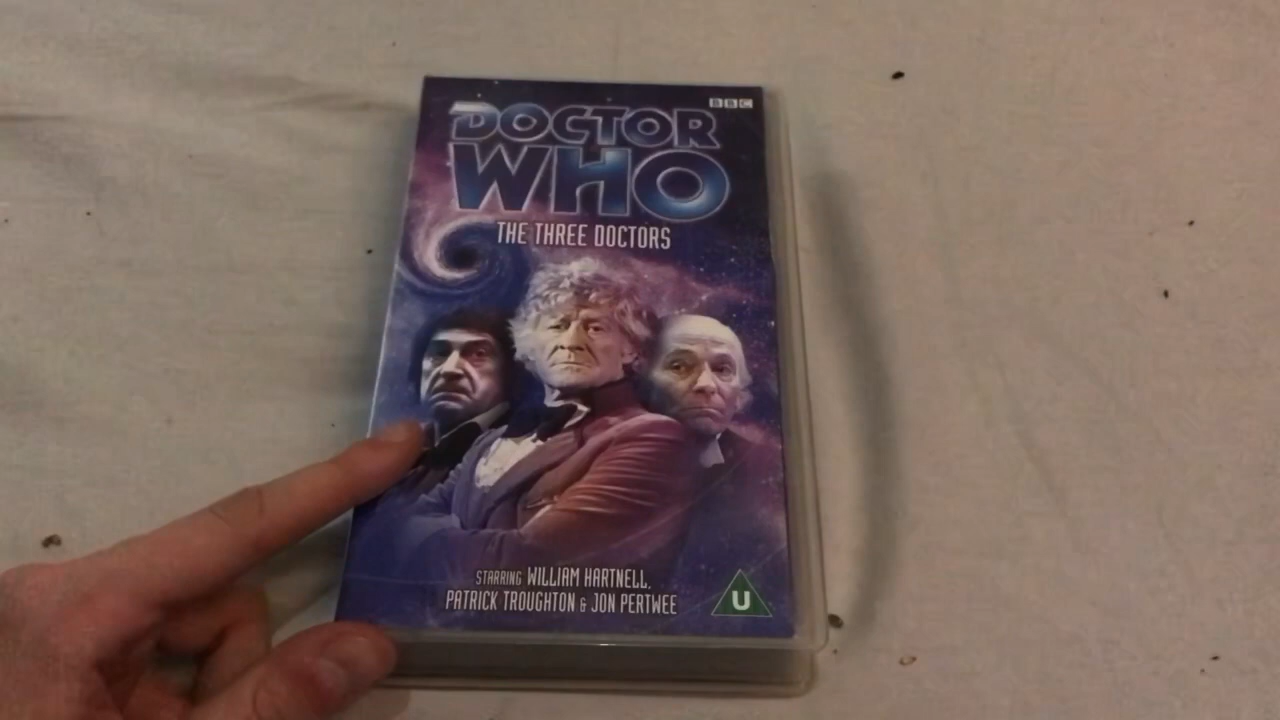 BBC
DOCTOR
WHO
THE THREE DOCTORS
STARRING WILLIAM HARTNELL,
PATRICK TROUGHTON & JON PERTWEE
U